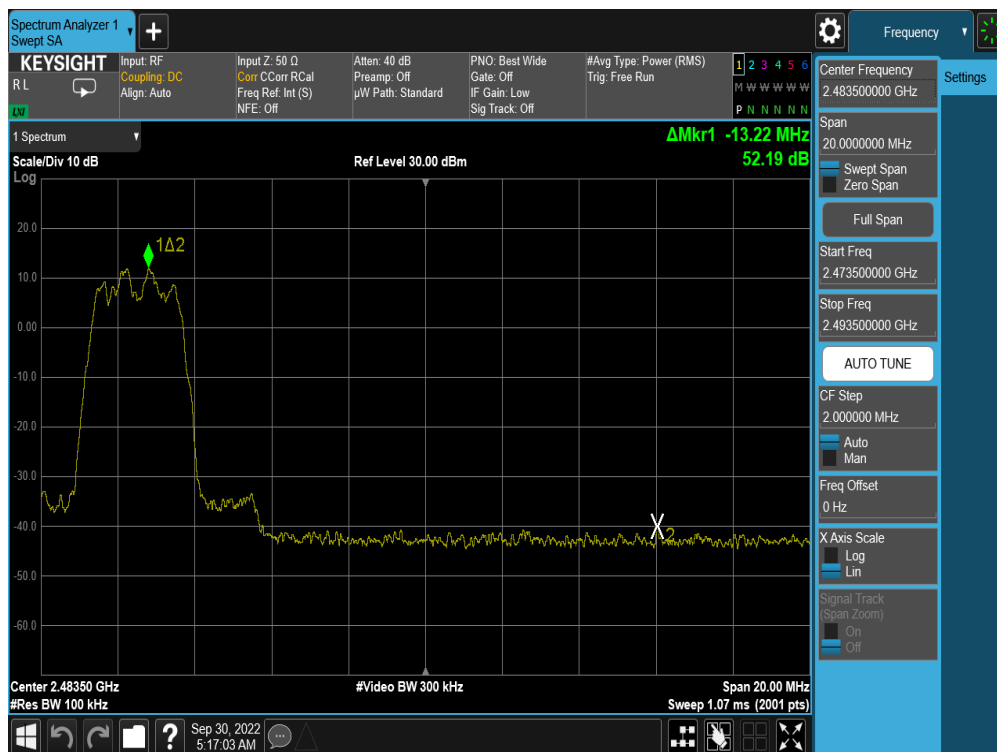 Spectrum Analyzer 1
Swept SA
Frequency
KEYSIGHT
R L
LXI
Input: RF
Coupling: DC
Align: Auto
Input Z: 50 Ω
Corr CCorr RCal
Freq Ref: Int (S)
NFE: Off
Atten: 40 dB
Preamp: Off
µW Path: Standard
PNO: Best Wide
Gate: Off
IF Gain: Low
Sig Track: Off
#Avg Type: Power (RMS)
Trig: Free Run
1 2 3 4 5 6
M W W W W W
P N N N N N
1 Spectrum
Scale/Div 10 dB
Ref Level 30.00 dBm
ΔMkr1 -13.22 MHz
52.19 dB
Log
20.0
10.0
0.00
-10.0
-20.0
-30.0
-40.0
-50.0
-60.0
1Δ2
2
Center 2.48350 GHz
#Res BW 100 kHz
#Video BW 300 kHz
Span 20.00 MHz
Sweep 1.07 ms (2001 pts)
Center Frequency
2.483500000 GHz
Settings
Span
20.0000000 MHz
Swept Span
Zero Span
Full Span
Start Freq
2.473500000 GHz
Stop Freq
2.493500000 GHz
AUTO TUNE
CF Step
2.000000 MHz
Auto
Man
Freq Offset
0 Hz
X Axis Scale
Log
Lin
Signal Track
(Span Zoom)
On
Off
?
Sep 30, 2022
5:17:03 AM